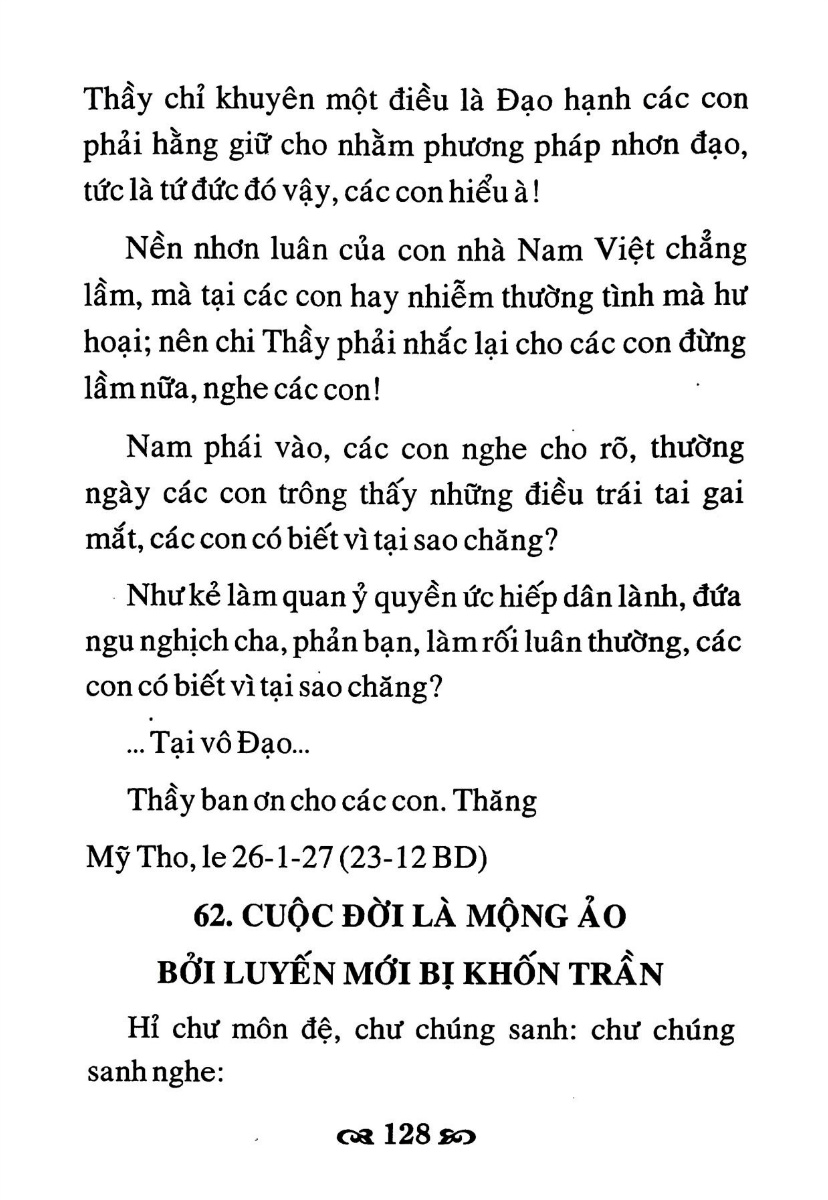 Thầy chỉ khuyên một điều là Đạo hạnh các con
phải hằng giữ cho nhằm phương pháp nhơn đạo,
tức là tứ đức đó vậy, các con hiểu à!
Nền nhơn luân của con nhà Nam Việt chẳng
lầm, mà tại các con hay nhiễm thường tình mà hư
hoại; nên chi Thầy phải nhắc lại cho các con đừng
lầm nữa, nghe các con!
Nam phái vào, các con nghe cho rõ, thường
ngày các con trông thấy những điều trái tai gai
mắt, các con có biết vì tại sao chăng?
Như kẻ làm quan ỷ quyền ức hiếp dân lành, đứa
ngu nghịch cha, phản bạn, làm rối luân thường, các
con có biết vì tại sao chăng?
... Tại vô Đạo...
Thầy ban ơn cho các con. Thăng
Mỹ Tho, le 26-1-27 (23-12 BD)
62. CUỘC ĐỜI LÀ MỘNG ẢO
BỞI LUYẾN MỚI BỊ KHỐN TRẦN
Hỉ chư môn đệ, chư chúng sanh: chư chúng
sanh nghe:
128